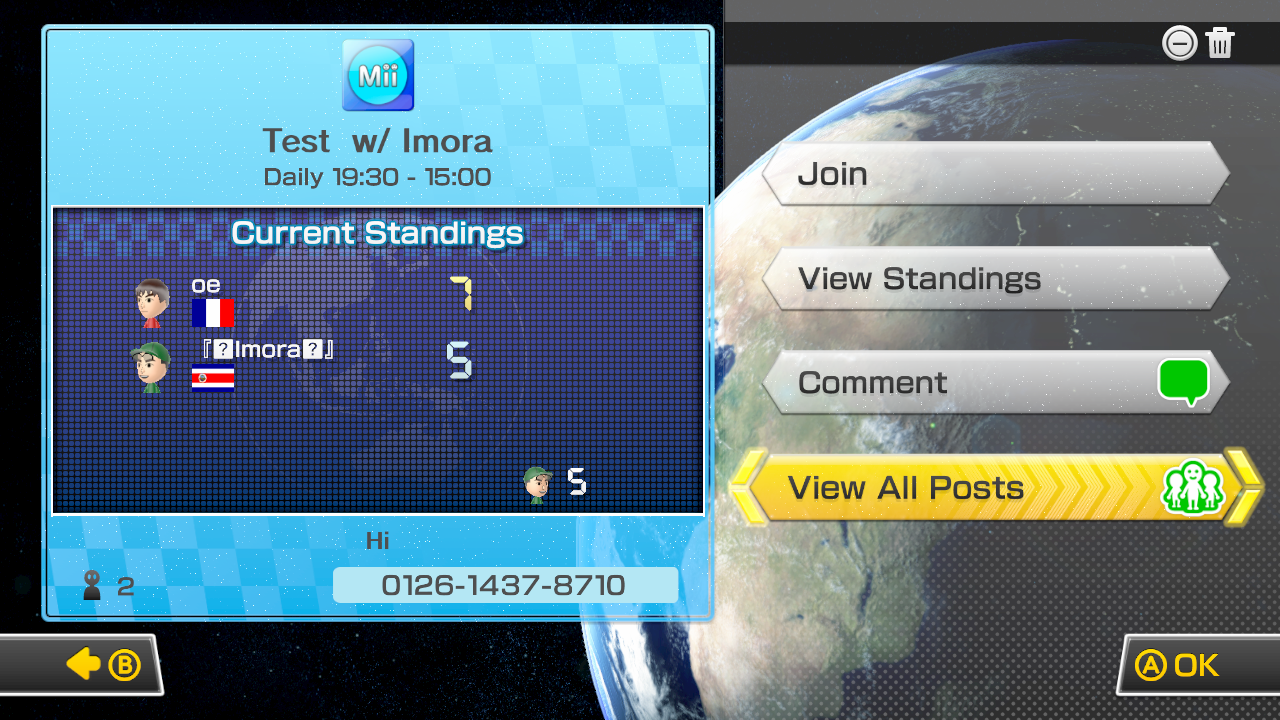 Mii
Test  w/ Imora
Daily 19:30 - 15:00
Current Standings
oe
7
『?Imora?』
5
5
Hi
2
0126-1437-8710
Join
View Standings
Comment
View All Posts
B
A OK